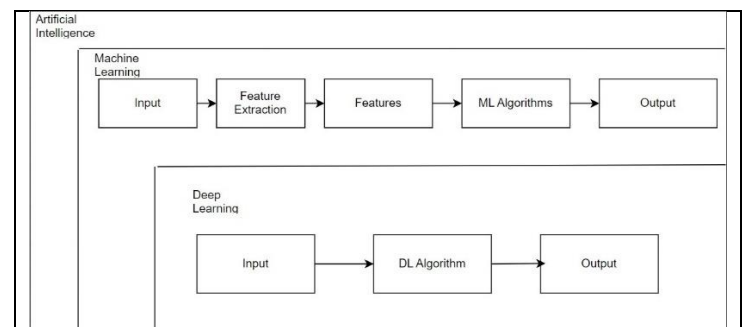 Artificial
Intelligence
Machine
Learning
Input
Feature
Extraction
Features
ML Algorithms
Output
Deep
Learning
Input
DL Algorithm
Output